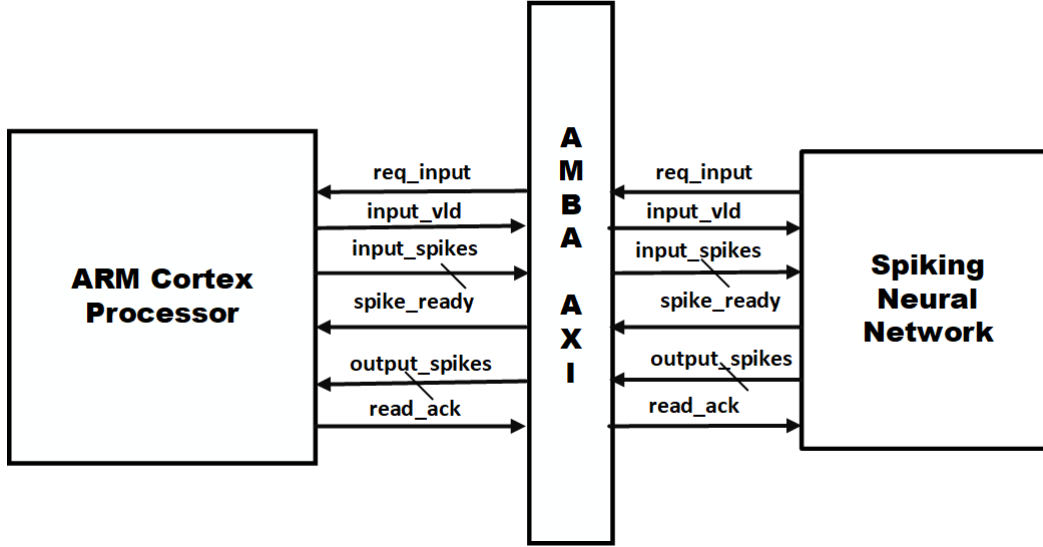 ARM Cortex
Processor
req_input
input_vld
input_spikes
spike_ready
output_spikes
read_ack
A
M
B
A
A
X
I
req_input
input_vld
input_spikes
spike_ready
output_spikes
read_ack
Spiking
Neural
Network